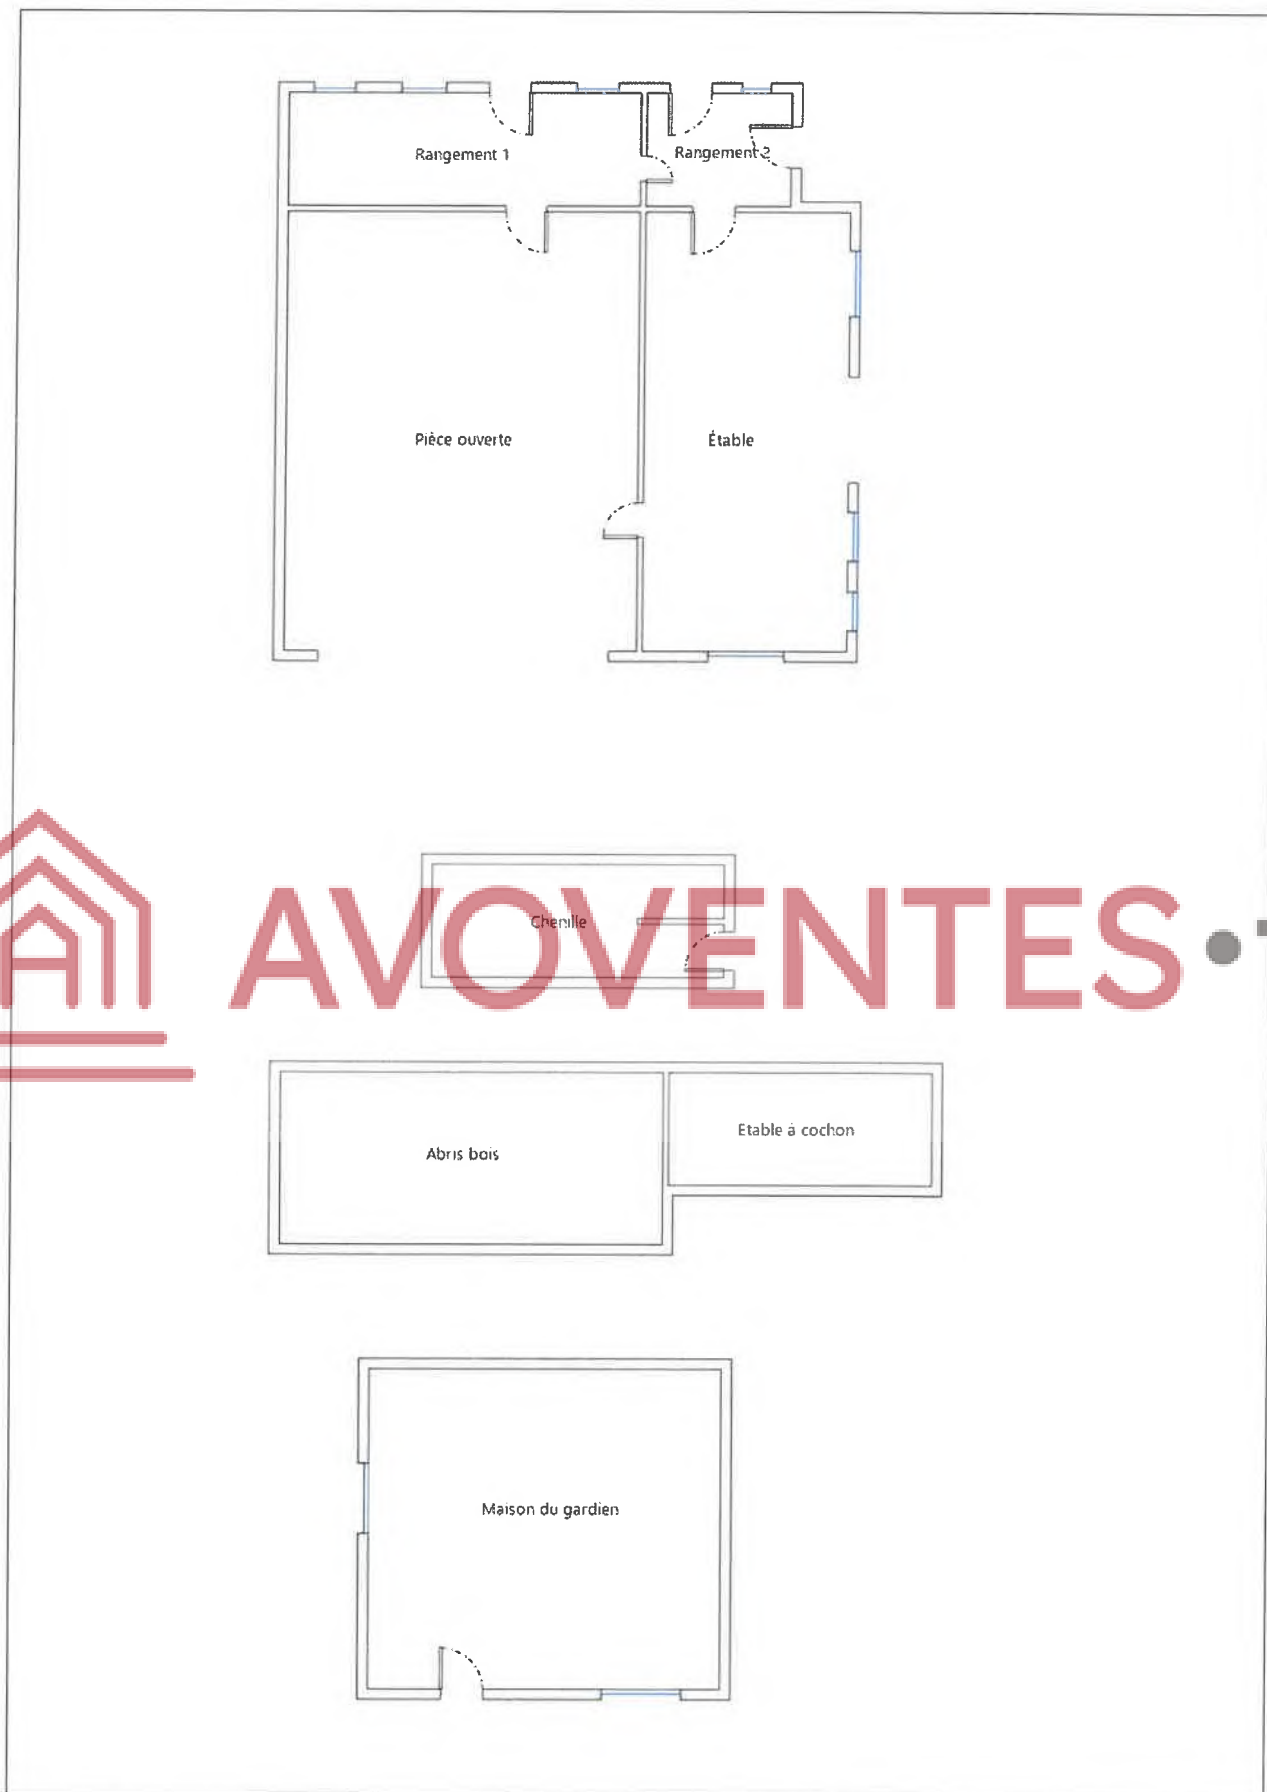 Rangement 1
Rangement 2
Pièce ouverte
Étable
Chenille
AVOVENTES
Abris bois
Etable à cochon
Maison du gardien